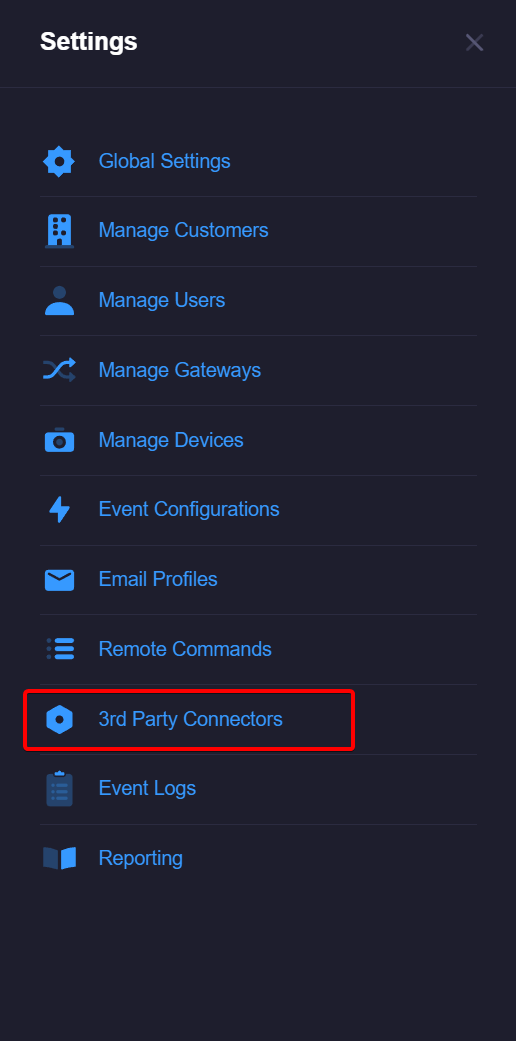 Settings
Global Settings
Manage Customers
Manage Users
Manage Gateways
Manage Devices
Event Configurations
Email Profiles
Remote Commands
3rd Party Connectors
Event Logs
Reporting